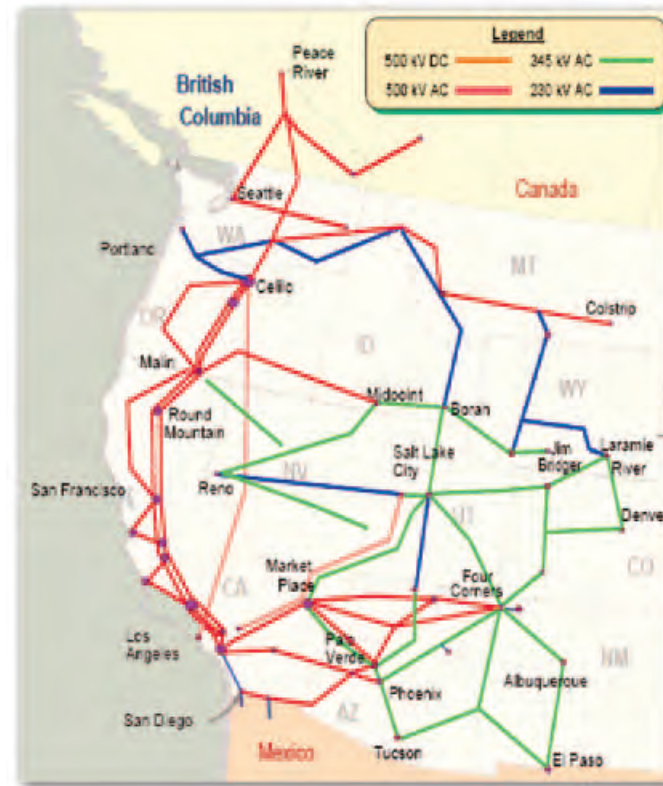 Peace
River
British
Columbia
Legend
500 kV DC
345 kV AC
500 kV AC
230 kV AC
Seattle
Canada
WA
Portland
MT
Celilo
Colstrip
OR
ID
Malin
Midpoint
Boran
WY
Round
Mountain
Salt Lake
City
Jim
Bridger
Laramie
River
San Francisco
Reno
NV
UT
Denve
CA
Market
Place
Four
Corners
CO
Los
Angeles
Palo
Verde
NM
Phoenix
Albuquerque
San Diego
AZ
Mexico
Tucson
El Paso